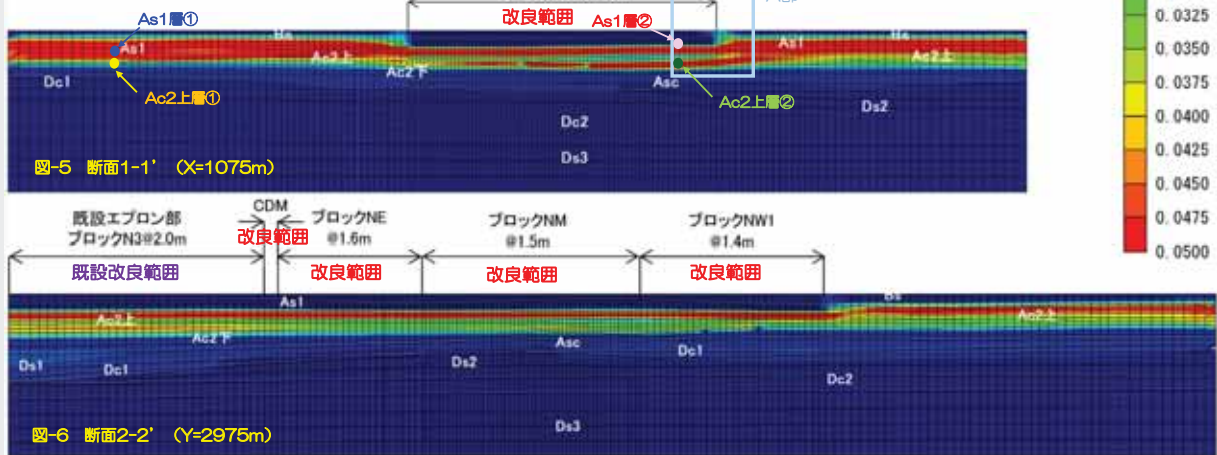 改良範囲
As1層①
As1層②
Bs
As1
As1
Bs
Ac2上
Ac2上
Ac2下
Dc1
Asc
Ac2上層①
Ac2上層②
Ds2
Dc2
Ds3
図-5 断面1-1' (X=1075m)
0.0325
0.0350
0.0375
0.0400
0.0425
0.0450
0.0475
0.0500
既設エプロン部
ブロックN3@2.0m
既設改良範囲
CDM
改良範囲
ブロックNE
@1.6m
改良範囲
ブロックNM
@1.5m
改良範囲
ブロックNW1
@1.4m
改良範囲
As1
Bs
Ac2上
Ac2上
Ac2下
Asc
Dc1
Ds1
Dc1
Ds2
Dc2
Ds3
図-6 断面2-2' (Y=2975m)